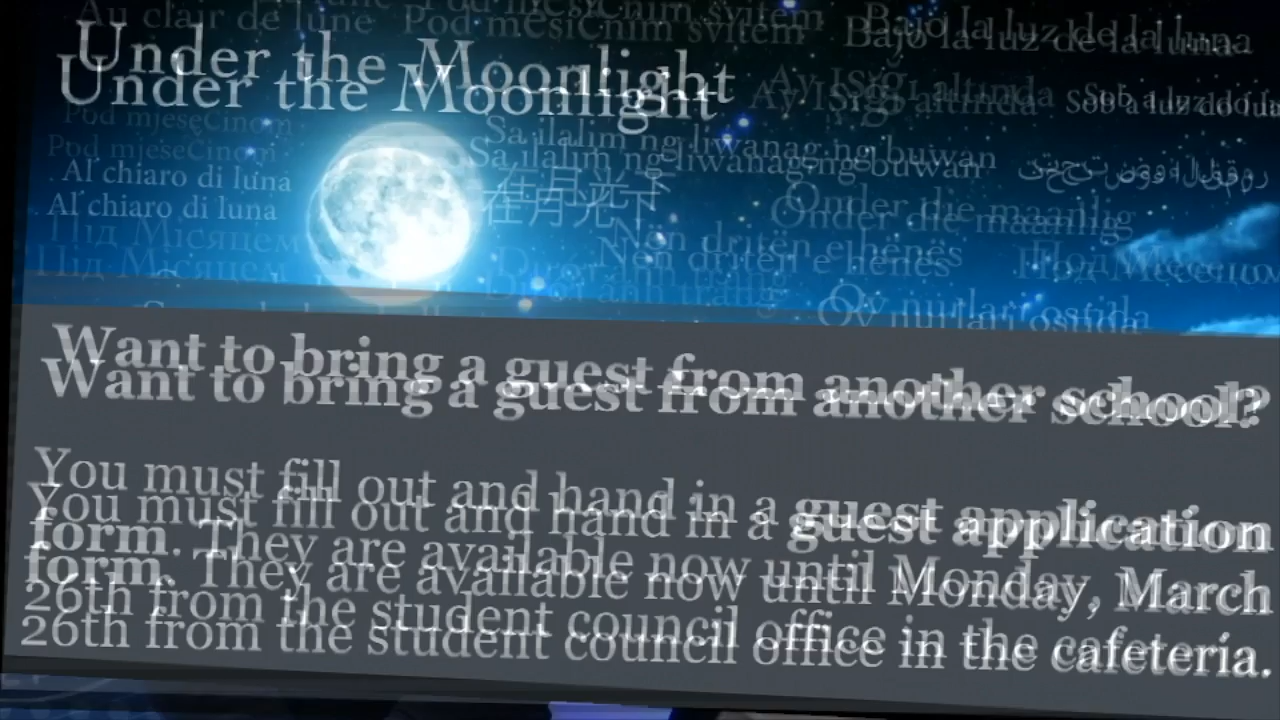 Au clair de lune Pod mesicnim svitem Bajo la luz de la luna
Under the Moonlight
Ay Işığı altında Sob a luz do lua
Pod mjesečinom Sa ilalim ng liwanag ng buwan
Al chiaro di luna 在月光下 Onder die maanlig
Під Місяцем Nën dritën e hënës
Want to bring a guest from another school?
You must fill out and hand in a guest application
form. They are available now until Monday, March
26th from the student council office in the cafeteria.